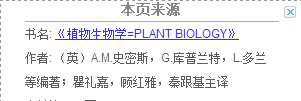 本页来源
书名:《植物生物学=PLANT BIOLOGY》
作者:（英）A.M.史密斯，G.库普兰特，L.多兰
等编著；瞿礼嘉，顾红雅，秦跟基主译